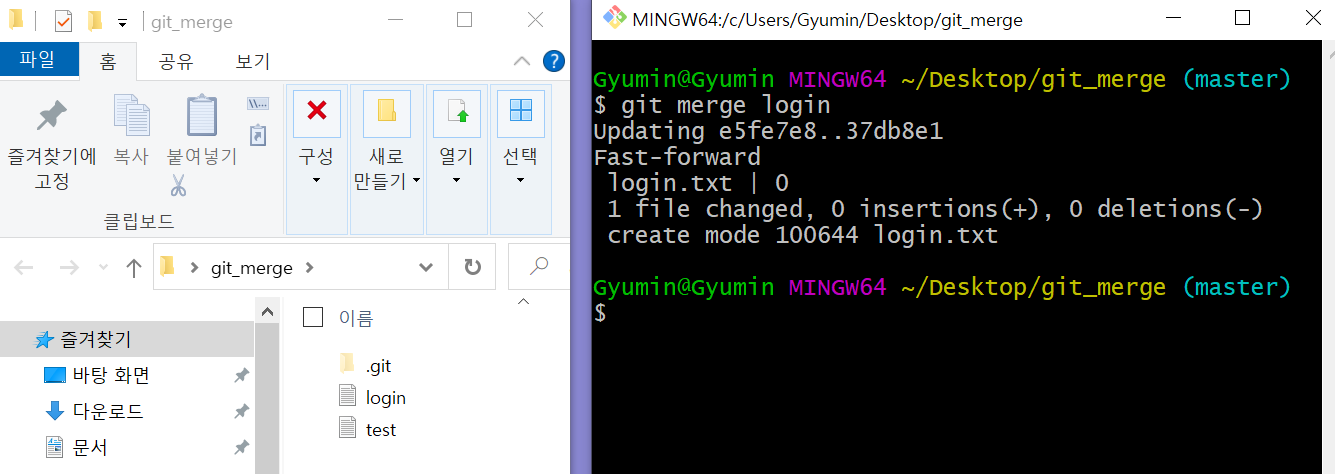 git_merge
파일 홈 공유 보기
즐겨찾기에
고정
복사
붙여넣기
클립보드
구성
새로
만들기
열기
선택
git_merge
이름
즐겨찾기
바탕 화면
다운로드
문서
.git
login
test
MINGW64:/c/Users/Gyumin/Desktop/git_merge
Gyumin@Gyumin MINGW64 ~/Desktop/git_merge (master)
$ git merge login
Updating e5fe7e8..37db8e1
Fast-forward
login.txt | 0
1 file changed, 0 insertions(+), 0 deletions(-)
create mode 100644 login.txt
Gyumin@Gyumin MINGW64 ~/Desktop/git_merge (master)
$